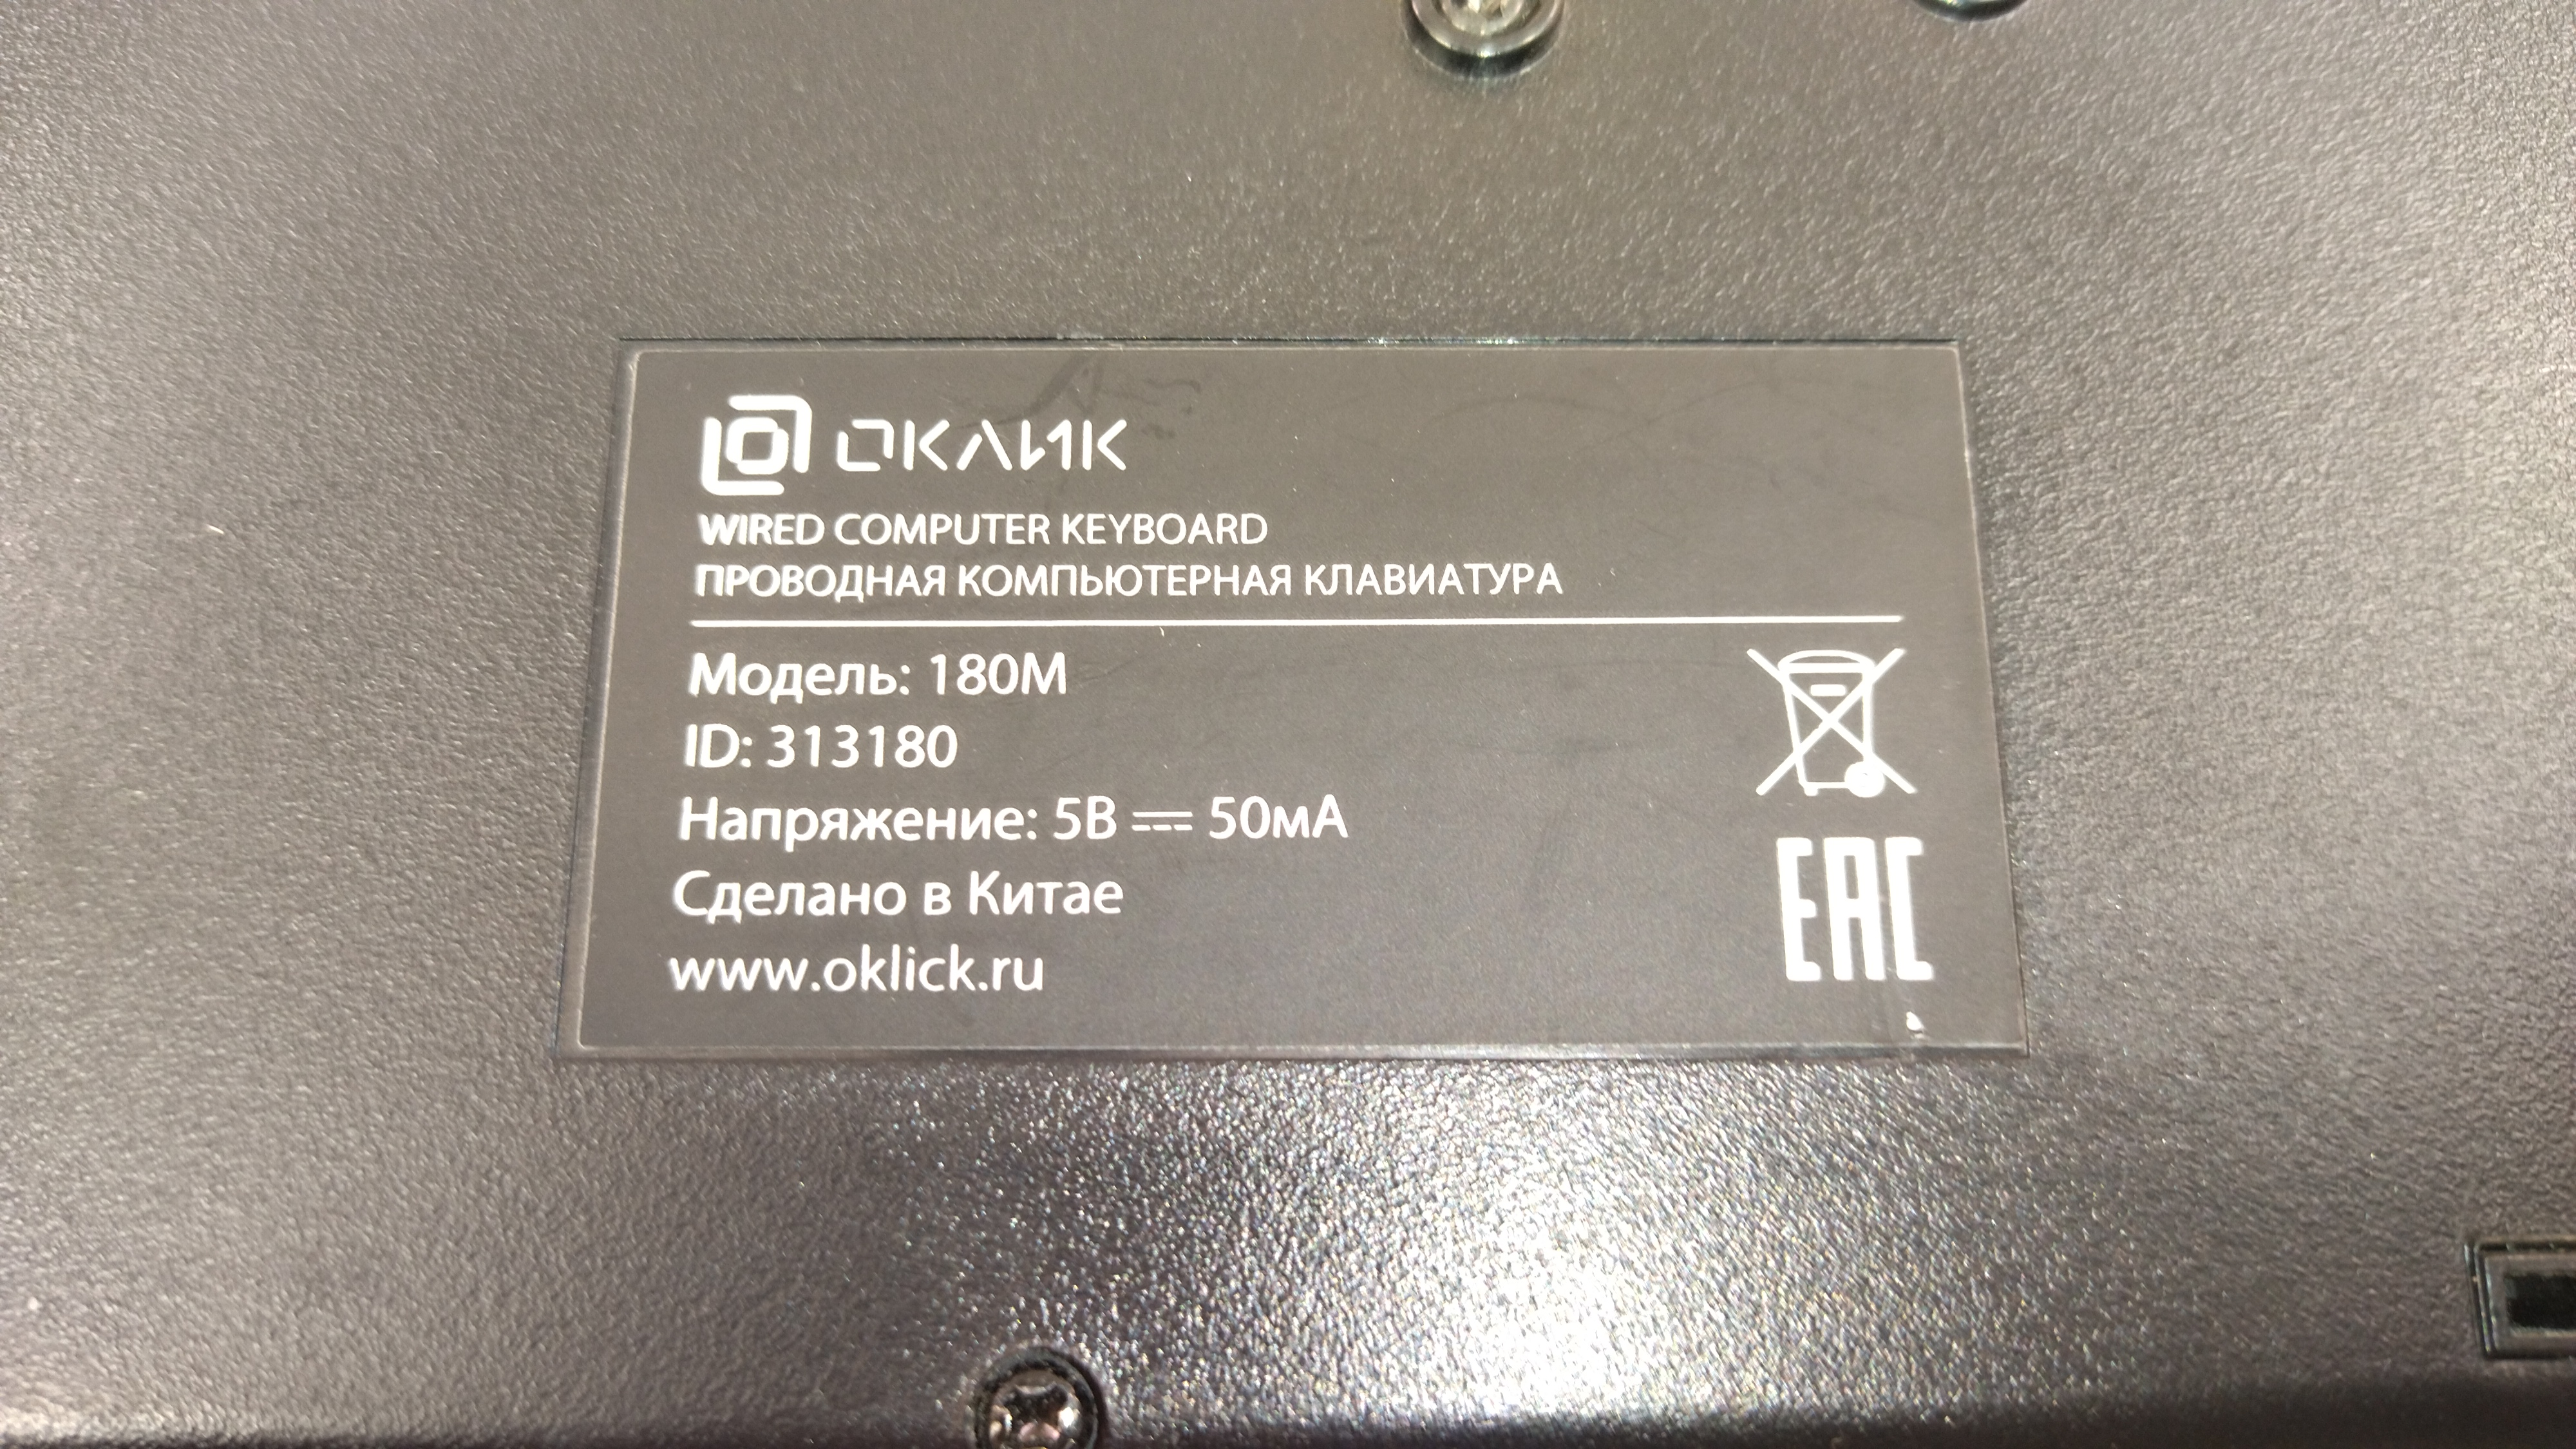 ОКЛИК
WIRED COMPUTER KEYBOARD
ПРОВОДНАЯ КОМПЬЮТЕРНАЯ КЛАВИАТУРА
Модель: 180M
ID: 313180
Напряжение: 5В ⎓ 50мА
Сделано в Китае
www.oklick.ru
EAC